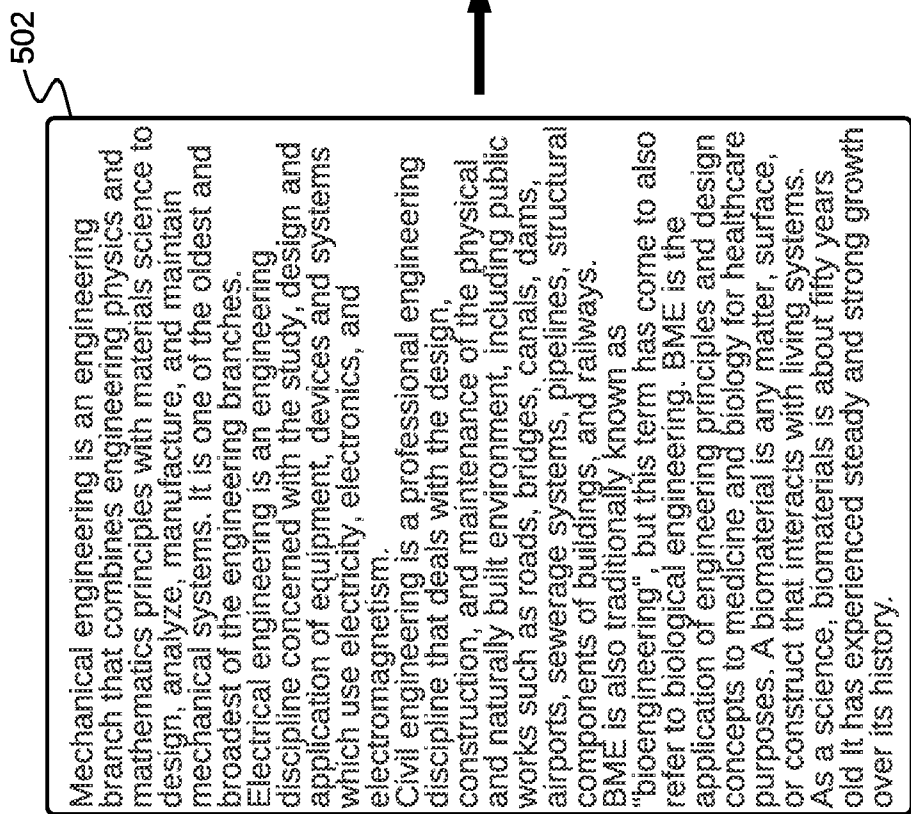 502
Mechanical engineering is an engineering
branch that combines engineering physics and
mathematics principles with materials science to
design, analyze, manufacture, and maintain
mechanical systems. It is one of the oldest and
broadest of the engineering branches.
Electrical engineering is an engineering
discipline concerned with the study, design and
application of equipment, devices and systems
which use electricity, electronics, and
electromagnetism.
Civil engineering is a professional engineering
discipline that deals with the design,
construction, and maintenance of the physical
and naturally built environment, including public
works such as roads, bridges, canals, dams,
airports, sewerage systems, pipelines, structural
components of buildings, and railways.
BME is also traditionally known as
"bioengineering", but this term has come to also
refer to biological engineering. BME is the
application of engineering principles and design
concepts to medicine and biology for healthcare
purposes. A biomaterial is any matter, surface,
or construct that interacts with living systems.
As a science, biomaterials is about fifty years
old It has experienced steady and strong growth
over its history.